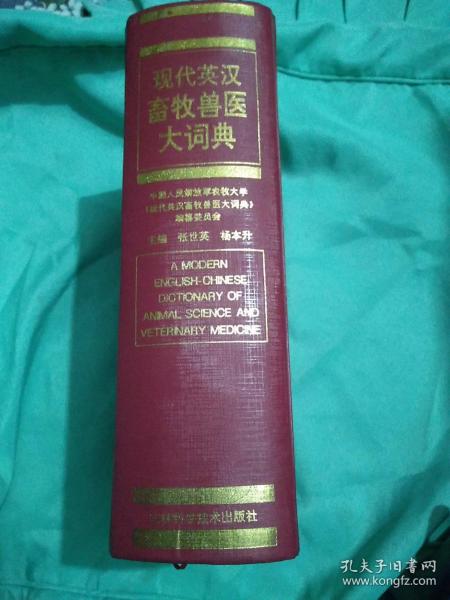 现代英汉
畜牧兽医
大词典
中国人民解放军农牧大学
《现代英汉畜牧兽医大词典》
编纂委员会
主编 张世英 杨本升
A MODERN
ENGLISH-CHINESE
DICTIONARY OF
ANIMAL SCIENCE AND
VETERINARY MEDICINE
吉林科学技术出版社
孔夫子旧书网
www.kongfz.com